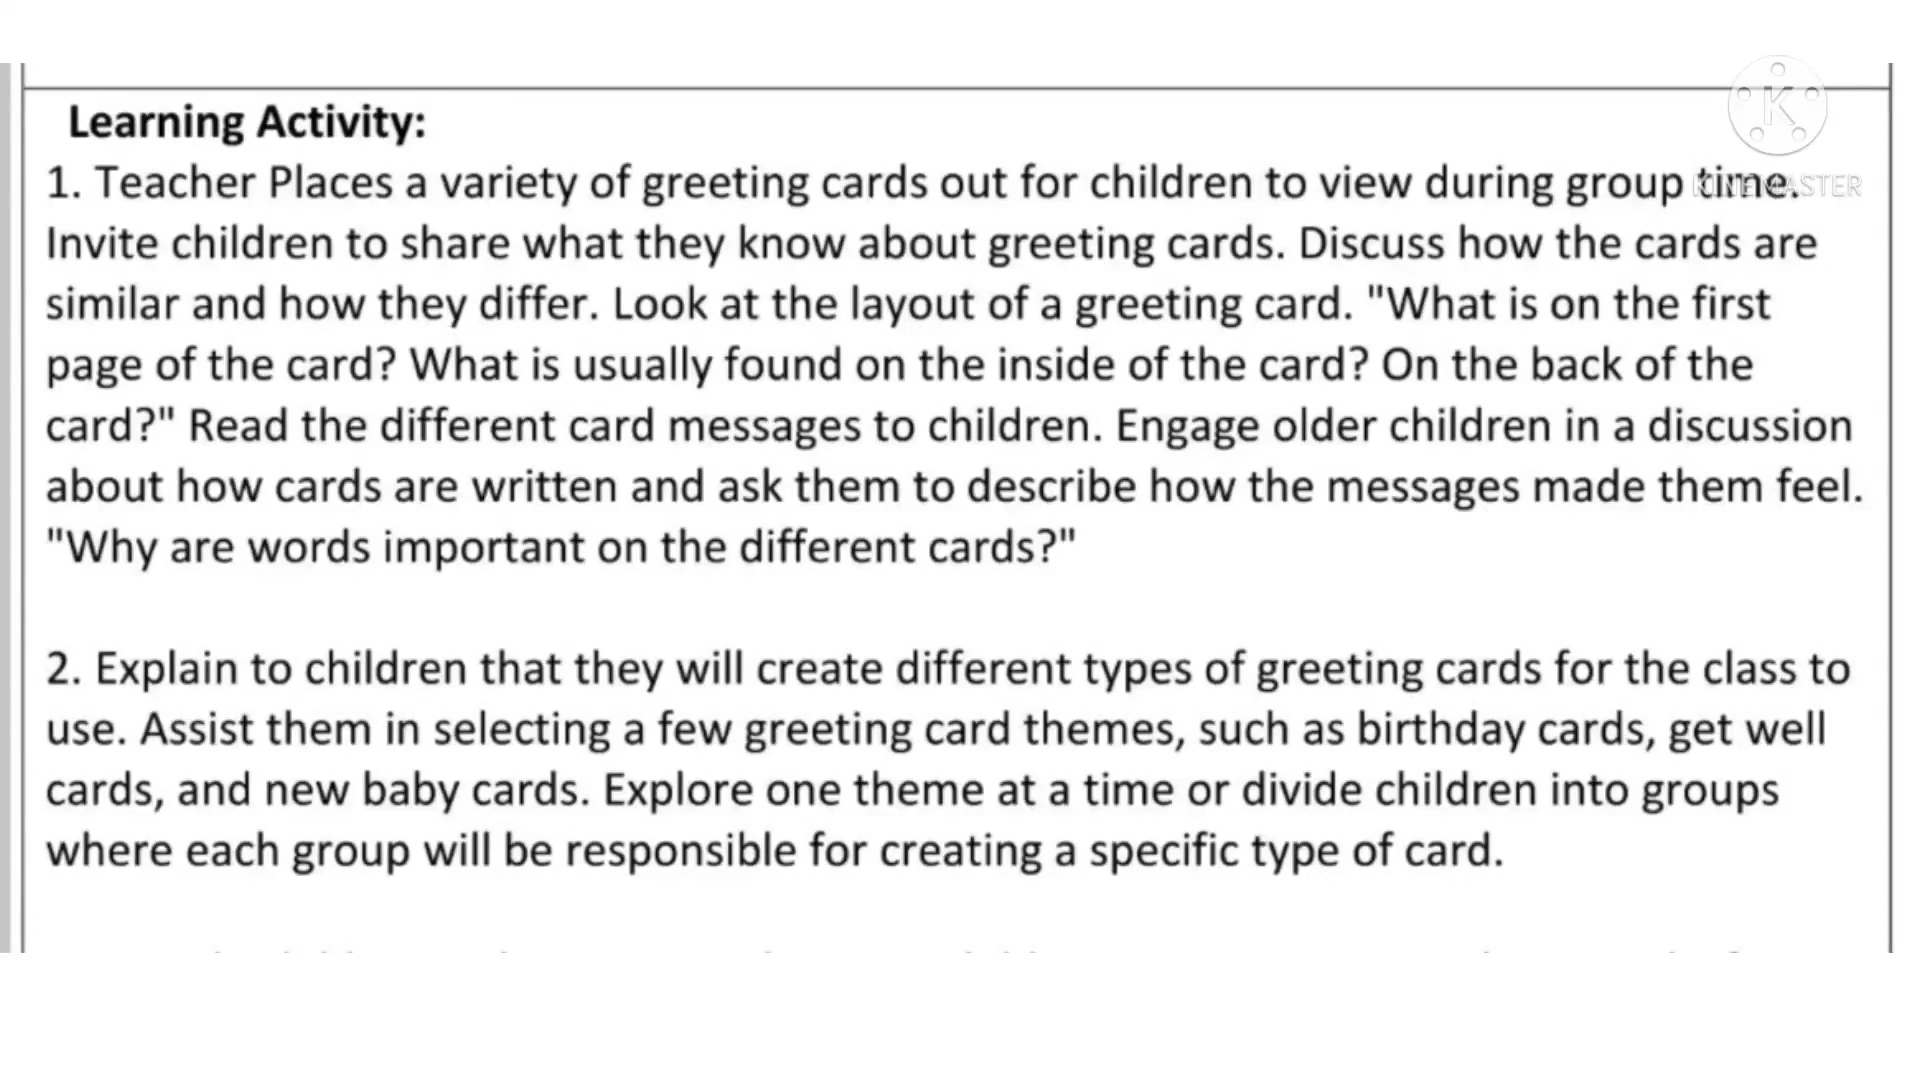 Learning Activity:
1. Teacher Places a variety of greeting cards out for children to view during group time.
Invite children to share what they know about greeting cards. Discuss how the cards are
similar and how they differ. Look at the layout of a greeting card. "What is on the first
page of the card? What is usually found on the inside of the card? On the back of the
card?" Read the different card messages to children. Engage older children in a discussion
about how cards are written and ask them to describe how the messages made them feel.
"Why are words important on the different cards?"
2. Explain to children that they will create different types of greeting cards for the class to
use. Assist them in selecting a few greeting card themes, such as birthday cards, get well
cards, and new baby cards. Explore one theme at a time or divide children into groups
where each group will be responsible for creating a specific type of card.
K
KINEMASTER